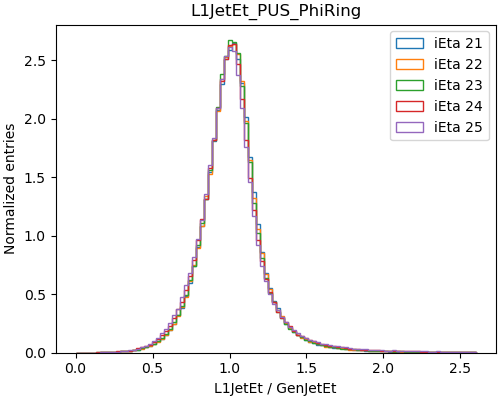 L1JetEt_PUS_PhiRing
iEta 21
iEta 22
iEta 23
iEta 24
iEta 25
Normalized entries
2.5
2.0
1.5
1.0
0.5
0.0
0.0 0.5 1.0 1.5 2.0 2.5
L1JetEt / GenJetEt